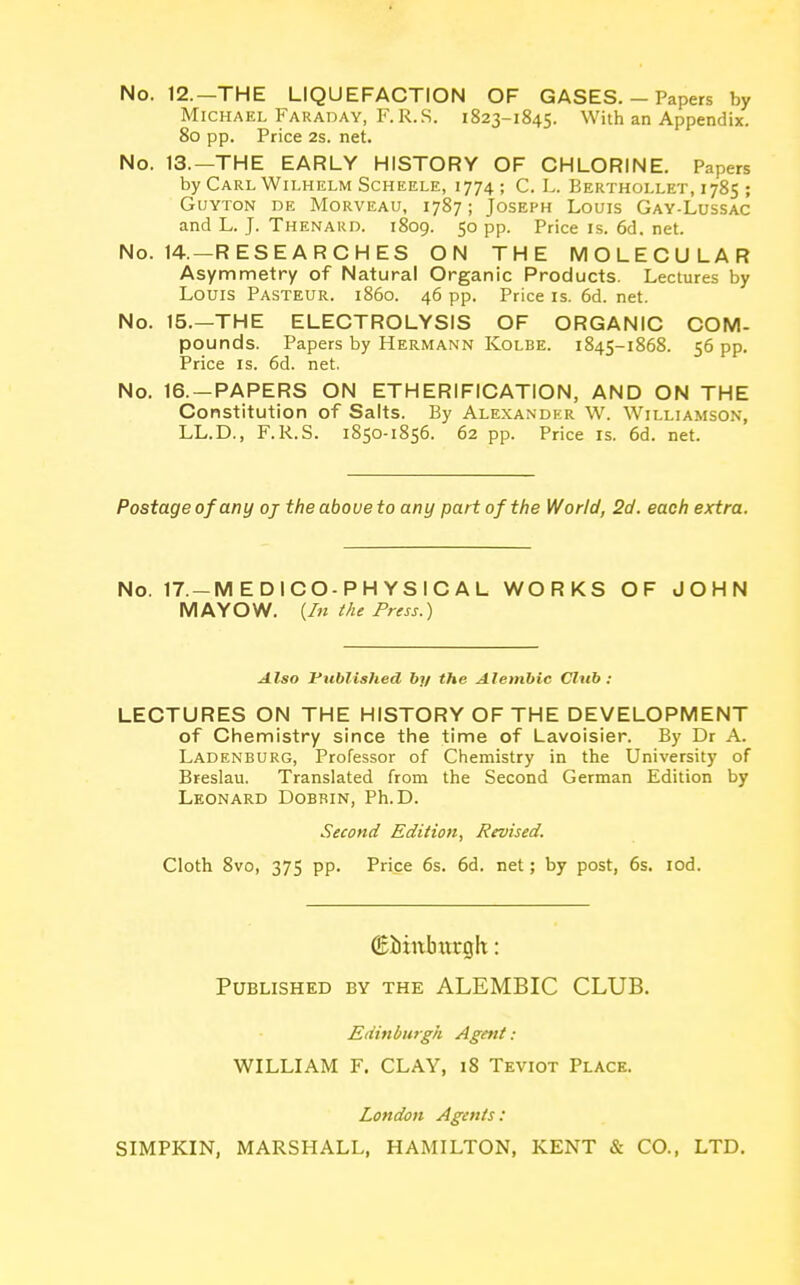 No. 12.—THE LIQUEFACTION OF GASES. — Papers by
MICHAEL FARADAY, F.R.S. 1823-1845. With an Appendix.
80 pp. Price 2s. net.
No. 13.—THE EARLY HISTORY OF CHLORINE. Papers
by CARL WILHELM SCHEELE, 1774 ; C. L. BERTHOLLET, 1785 ;
GUYTON DE MORVEAU, 1787 ; JOSEPH LOUIS GAY-LUSSAC
and L. J. THENARD. 1809. 50 pp. Price 1s. 6d. net.
No. 14.—RESEARCHES ON THE MOLECULAR
Asymmetry of Natural Organic Products. Lectures by
LOUIS PASTEUR. 1860. 46 pp. Price 1s. 6d. net.
No. 15.—THE ELECTROLYSIS OF ORGANIC COM-
pounds. Papers by HERMANN KOLBE. 1845-1868. 56 pp.
Price 1s. 6d. net.
No. 16.—PAPERS ON ETHERIFICATION, AND ON THE
Constitution of Salts. By ALEXANDER W. WILLIAMSON,
LL.D., F.R.S. 1850-1856. 62 pp. Price 1s. 6d. net.
Postage of any oj the above to any part of the World, 2d. each extra.
No. 17.—MEDICO-PHYSICAL WORKS OF JOHN
MAYOW. (In the Press.)
Also Published by the Alembic Club :
LECTURES ON THE HISTORY OF THE DEVELOPMENT
of Chemistry since the time of Lavoisier. By Dr A.
LADENBURG, Professor of Chemistry in the University of
Breslau. Translated from the Second German Edition by
LEONARD DOBBIN, Ph.D.
Second Edition, Revised.
Cloth 8vo, 375 pp. Price 6s. 6d. net ; by post, 6s. 10d.
Edinburgh :
PUBLISHED BY THE ALEMBIC CLUB.
Edinburgh Agent :
WILLIAM F. CLAY, 18 TEVIOT PLACE.
London Agents :
SIMPKIN, MARSHALL, HAMILTON, KENT & CO., LTD.